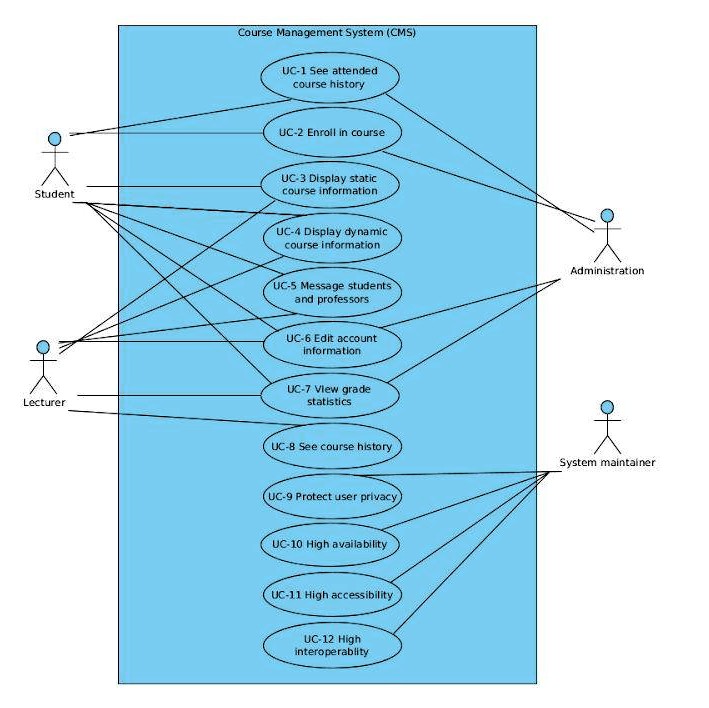 Course Management System (CMS)
UC-1 See attended
course history
UC-2 Enroll in course
UC-3 Display static
course information
Student
UC-4 Display dynamic
course information
Administration
UC-5 Message students
and professors
UC-6 Edit account
information
UC-7 View grade
statistics
Lecturer
UC-8 See course history
System maintainer
UC-9 Protect user privacy
UC-10 High availability
UC-11 High accessibility
UC-12 High
interoperablity